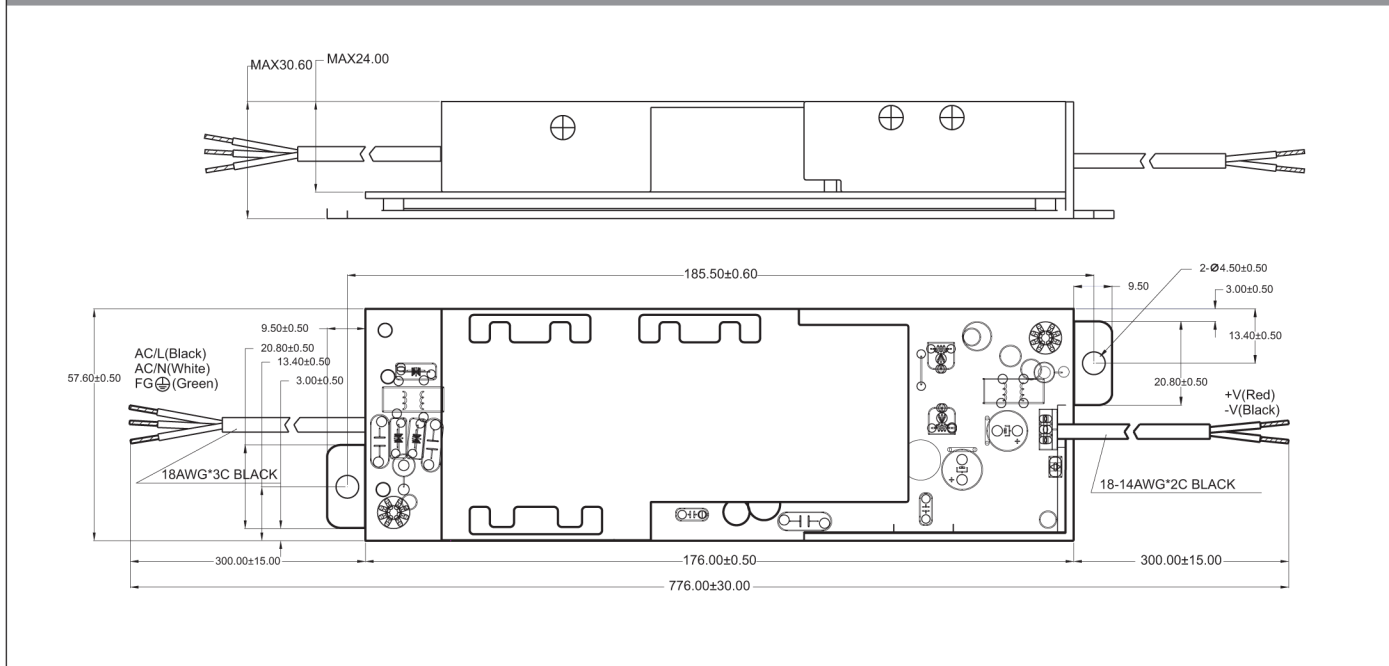 MAX30.60
MAX24.00
185.50±0.60
2-Ø4.50±0.50
9.50
3.00±0.50
13.40±0.50
20.80±0.50
9.50±0.50
20.80±0.50
13.40±0.50
3.00±0.50
57.60±0.50
AC/L(Black)
AC/N(White)
FG⏚(Green)
+V(Red)
-V(Black)
18AWG*3C BLACK
18-14AWG*2C BLACK
300.00±15.00
176.00±0.50
300.00±15.00
776.00±30.00